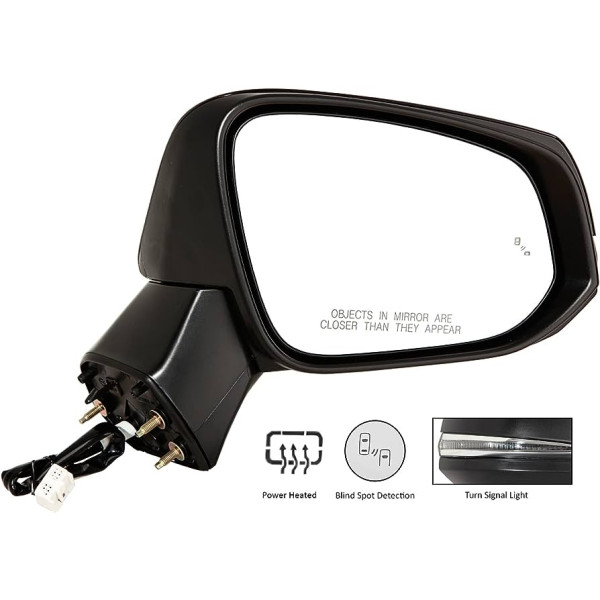 OBJECTS IN MIRROR ARE
CLOSER THAN THEY APPEAR
Power Heated
Blind Spot Detection
Turn Signal Light